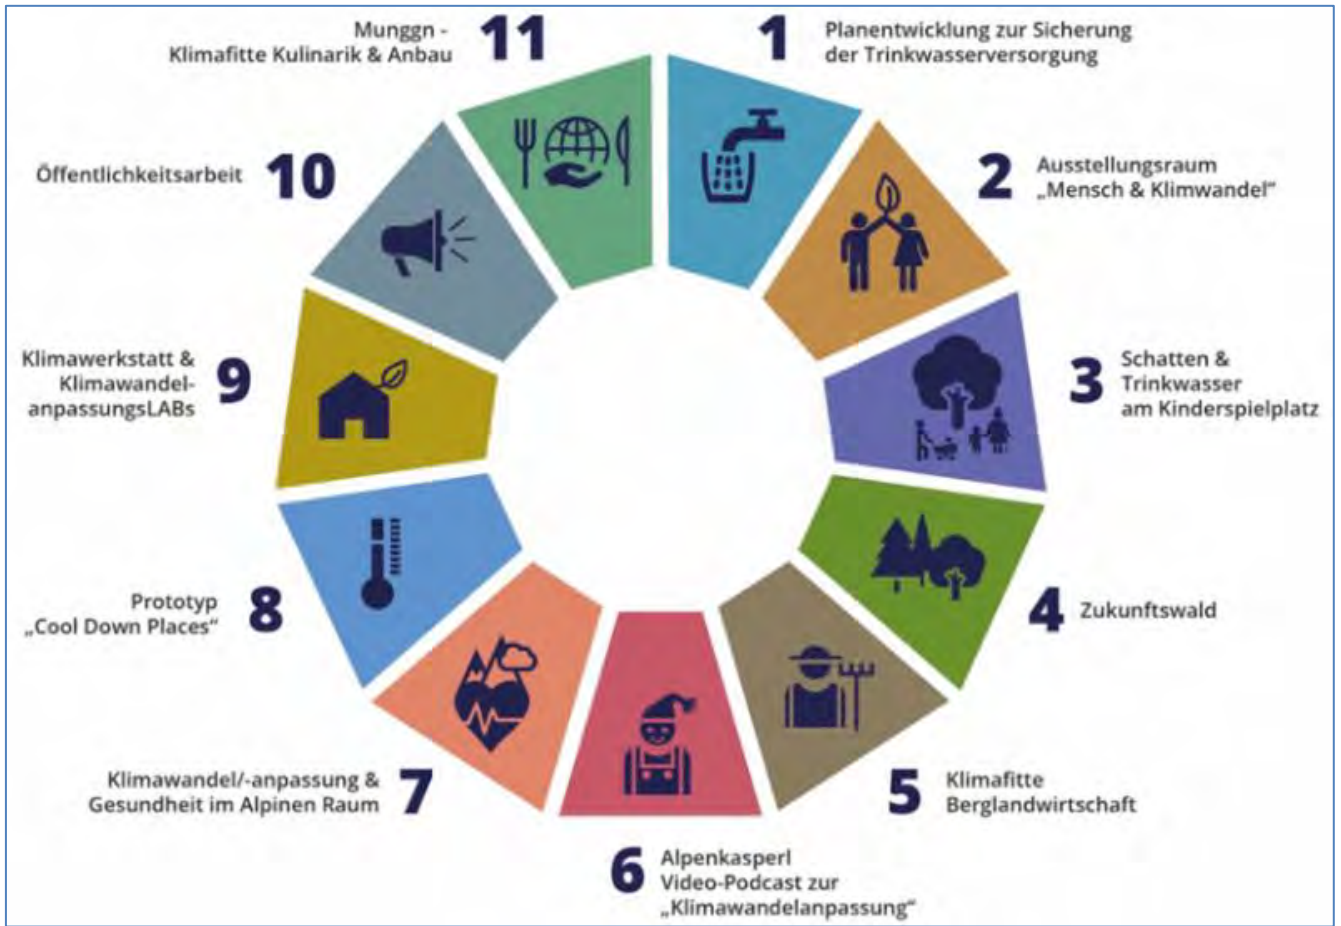 1
Planentwicklung zur Sicherung
der Trinkwasserversorgung
2
Ausstellungsraum
„Mensch & Klimwandel“
3
Schatten &
Trinkwasser
am Kinderspielplatz
4
Zukunftswald
5
Klimafitte
Berglandwirtschaft
6
Alpenkasperl
Video-Podcast zur
„Klimawandelanpassung“
7
Klimawandel/-anpassung &
Gesundheit im Alpinen Raum
8
Prototyp
„Cool Down Places“
9
Klimawerkstatt &
Klimawandel-
anpassungsLABs
10
Öffentlichkeitsarbeit
11
Munggn -
Klimafitte Kulinarik & Anbau